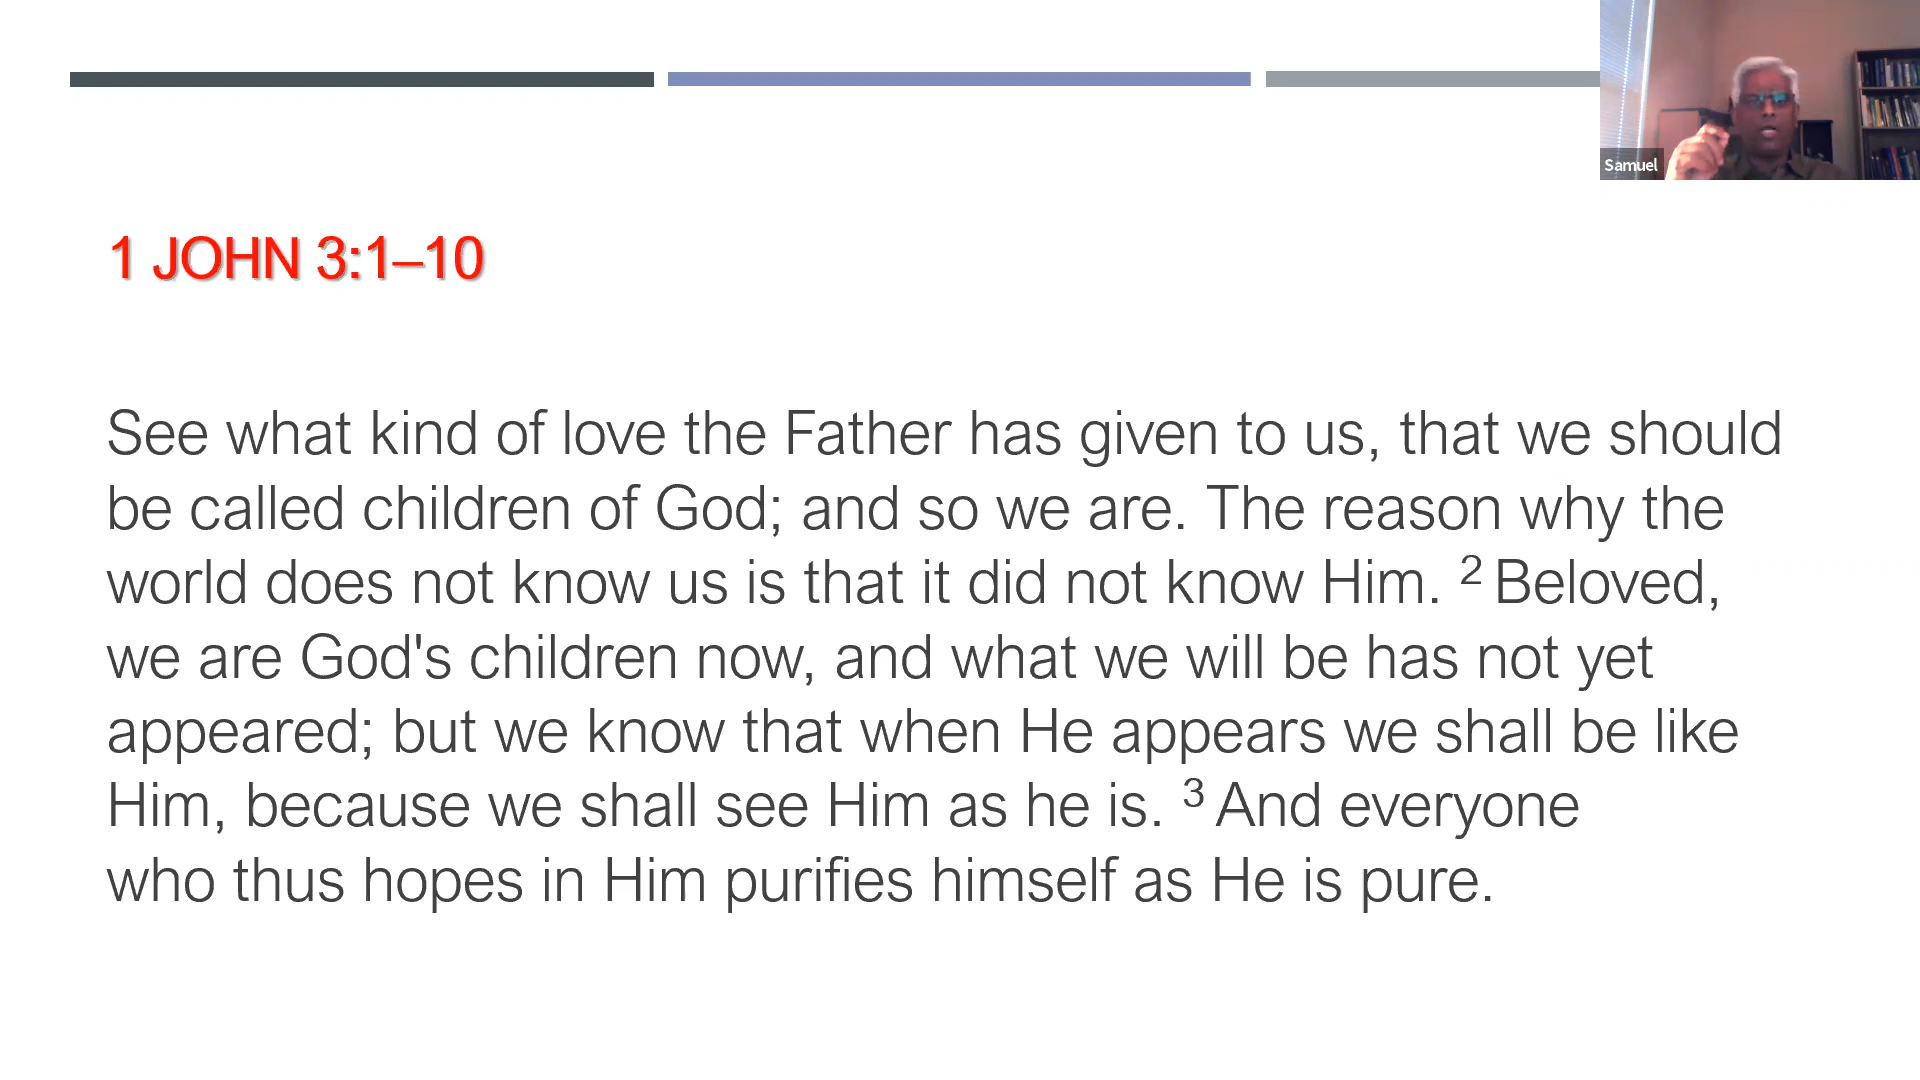 Samuel
1 JOHN 3:1–10
See what kind of love the Father has given to us, that we should
be called children of God; and so we are. The reason why the
world does not know us is that it did not know Him. 2 Beloved,
we are God's children now, and what we will be has not yet
appeared; but we know that when He appears we shall be like
Him, because we shall see Him as he is. 3 And everyone
who thus hopes in Him purifies himself as He is pure.